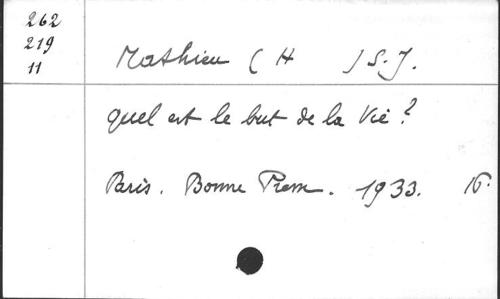 262
219
11
Mathieu ( H ) S. J.
Quel est le but de la Vie ?
Paris. Bonne Presse. 1933. 16°